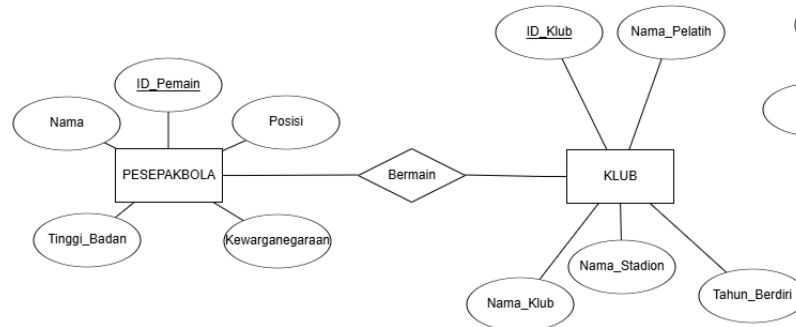 ID_Klub
Nama_Pelatih
ID_Pemain
Nama
Posisi
PESEPAKBOLA
Bermain
KLUB
Tinggi_Badan
Kewarganegaraan
Nama_Stadion
Nama_Klub
Tahun_Berdiri